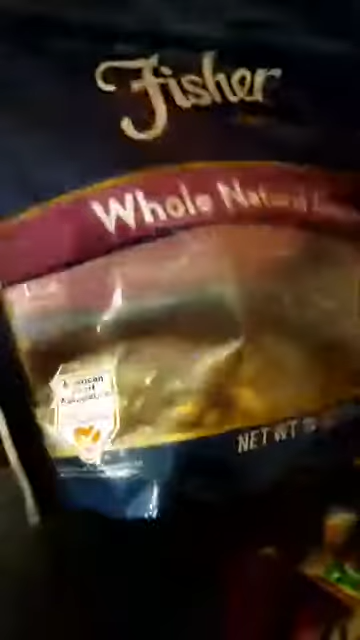 Fisher
Whole Natural
American
Heart
Association
NET WT